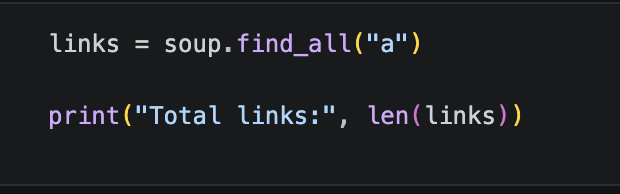 links = soup.find_all("a")
print("Total links:", len(links))